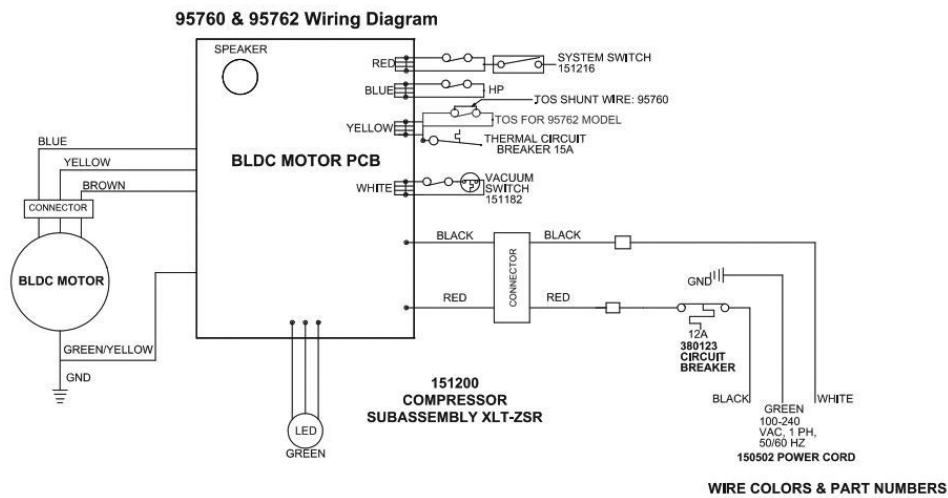 95760 & 95762 Wiring Diagram
SPEAKER
RED
SYSTEM SWITCH
151216
BLUE
HP
TOS SHUNT WIRE: 95760
TOS FOR 95762 MODEL
YELLOW
THERMAL CIRCUIT
BREAKER 15A
BLUE
YELLOW
BROWN
BLDC MOTOR PCB
WHITE
VACUUM
SWITCH
151182
CONNECTOR
BLACK
BLACK
CONNECTOR
BLDC MOTOR
GND
RED
RED
12A
380123
CIRCUIT
BREAKER
GREEN/YELLOW
GND
151200
COMPRESSOR
SUBASSEMBLY XLT-ZSR
BLACK
WHITE
GREEN
100-240
VAC, 1 PH,
50/60 HZ
150502 POWER CORD
LED
GREEN
WIRE COLORS & PART NUMBERS